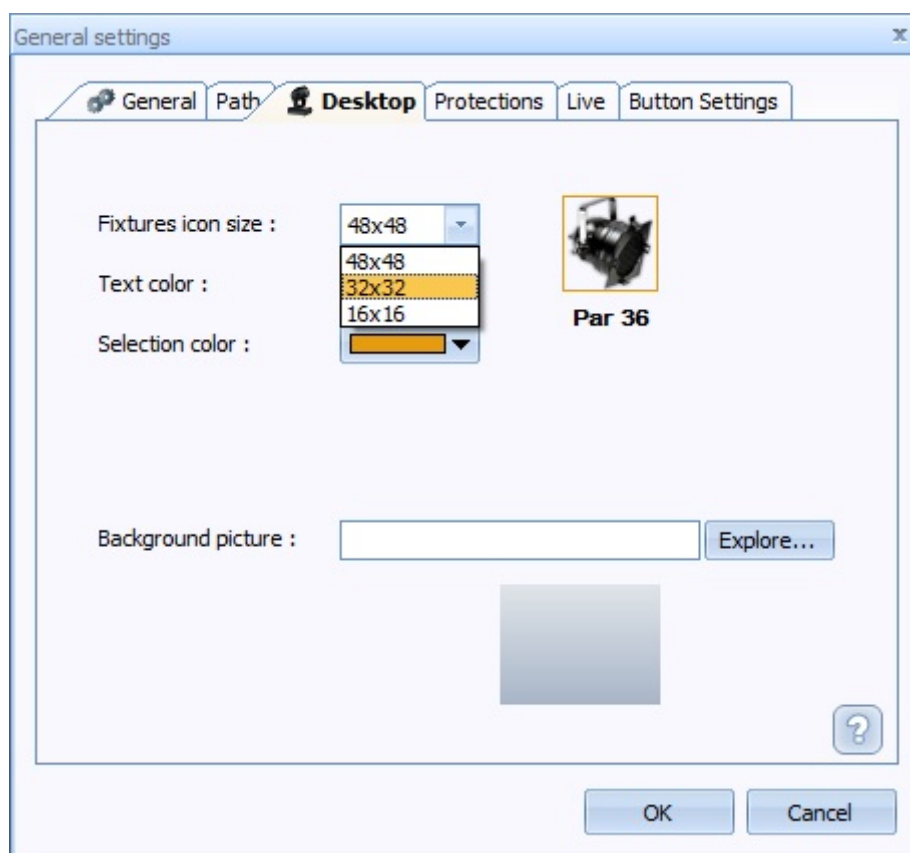 General settings
General Path Desktop Protections Live Button Settings
Fixtures icon size : 48x48
48x48
Text color : 32x32
16x16
Par 36
Selection color :
Background picture : Explore...
?
OK Cancel